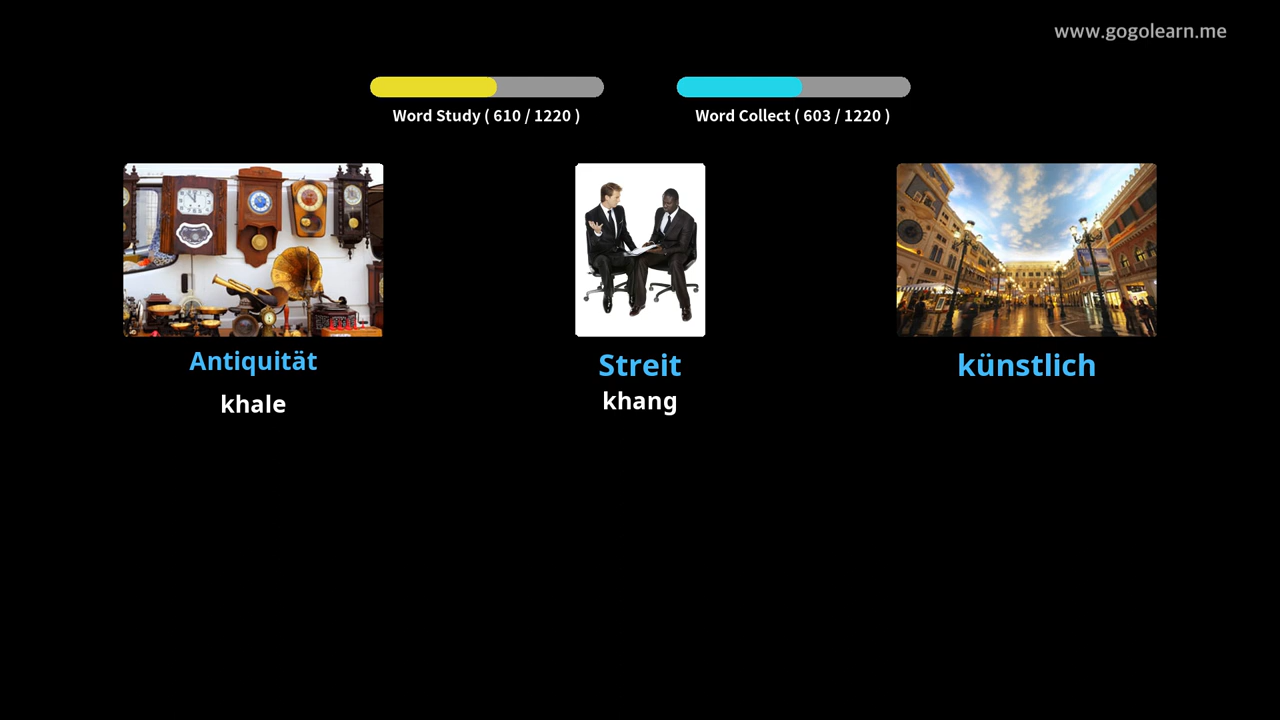 www.gogolearn.me
Word Study ( 610 / 1220 )
Word Collect ( 603 / 1220 )
Antiquität
Streit
künstlich
khale
khang